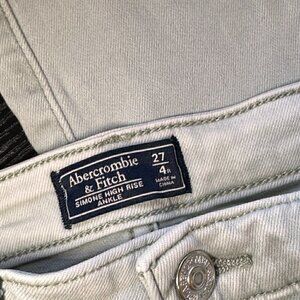 Abercrombie
& Fitch
SIMONE HIGH RISE
ANKLE
27
4R
MADE IN
CHINA